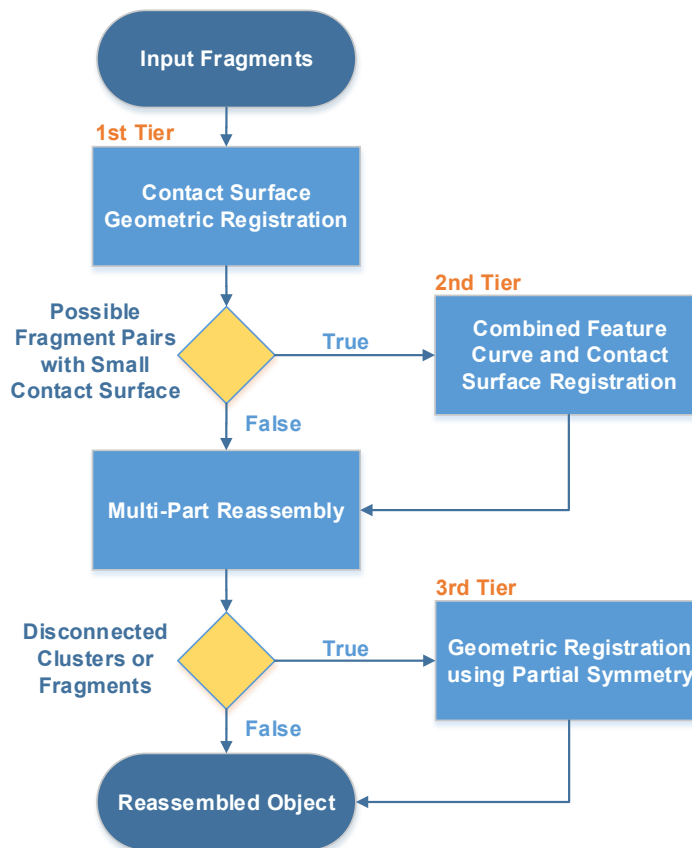 Input Fragments
1st Tier
Contact Surface
Geometric Registration
Possible
Fragment Pairs
with Small
Contact Surface
True
False
2nd Tier
Combined Feature
Curve and Contact
Surface Registration
Multi-Part Reassembly
Disconnected
Clusters or
Fragments
True
False
3rd Tier
Geometric Registration
using Partial Symmetry
Reassembled Object